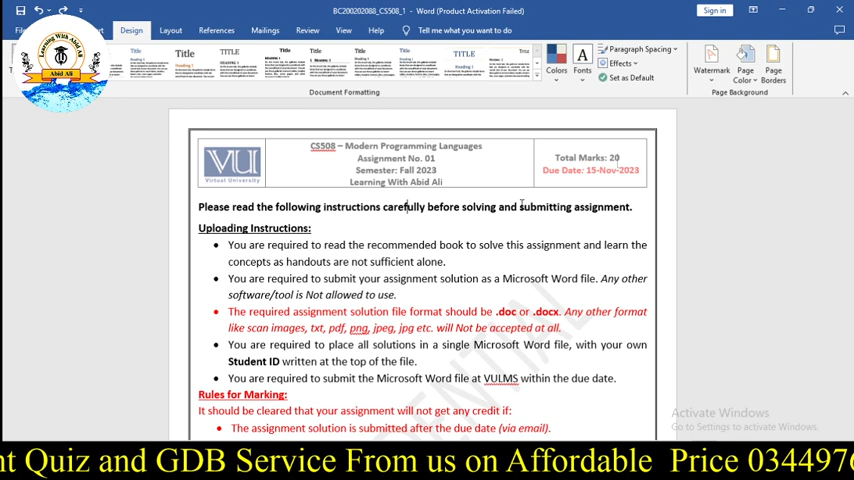 BC200202088_CS508_1 - Word (Product Activation Failed)
Sign in
Design
Layout
References
Mailings
Review
View
Help
Tell me what you want to do
Learning With Abid Ali
Abid Ali
Title
Title
TITLE
Title
TITLE
Colors
Fonts
Paragraph Spacing
Effects
Set as Default
Watermark
Page Color
Page Borders
Document Formatting
Page Background
VU
Virtual University
CS508 – Modern Programming Languages
Assignment No. 01
Semester: Fall 2023
Learning With Abid Ali
Total Marks: 20
Due Date: 15-Nov-2023
Please read the following instructions carefully before solving and submitting assignment.
Uploading Instructions:
• You are required to read the recommended book to solve this assignment and learn the
concepts as handouts are not sufficient alone.
• You are required to submit your assignment solution as a Microsoft Word file. Any other
software/tool is Not allowed to use.
• The required assignment solution file format should be .doc or .docx. Any other format
like scan images, txt, pdf, png, jpeg, jpg etc. will Not be accepted at all.
• You are required to place all solutions in a single Microsoft Word file, with your own
Student ID written at the top of the file.
• You are required to submit the Microsoft Word file at VULMS within the due date.
Rules for Marking:
It should be cleared that your assignment will not get any credit if:
• The assignment solution is submitted after the due date (via email).
Activate Windows
Go to Settings to activate Windows.
nt Quiz and GDB Service From us on Affordable Price 0344976